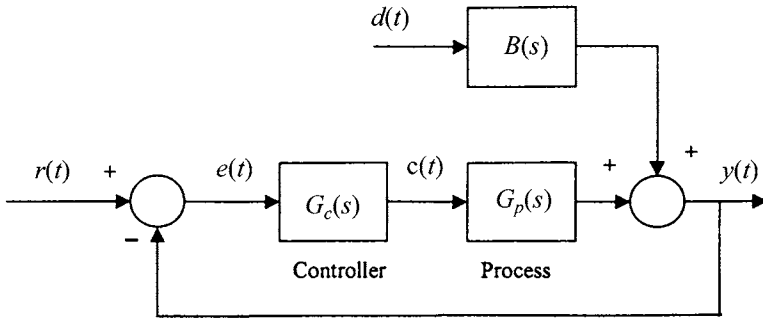 d(t)
B(s)
r(t) + e(t) c(t) + + y(t)
G_c(s) G_p(s)
−
Controller Process